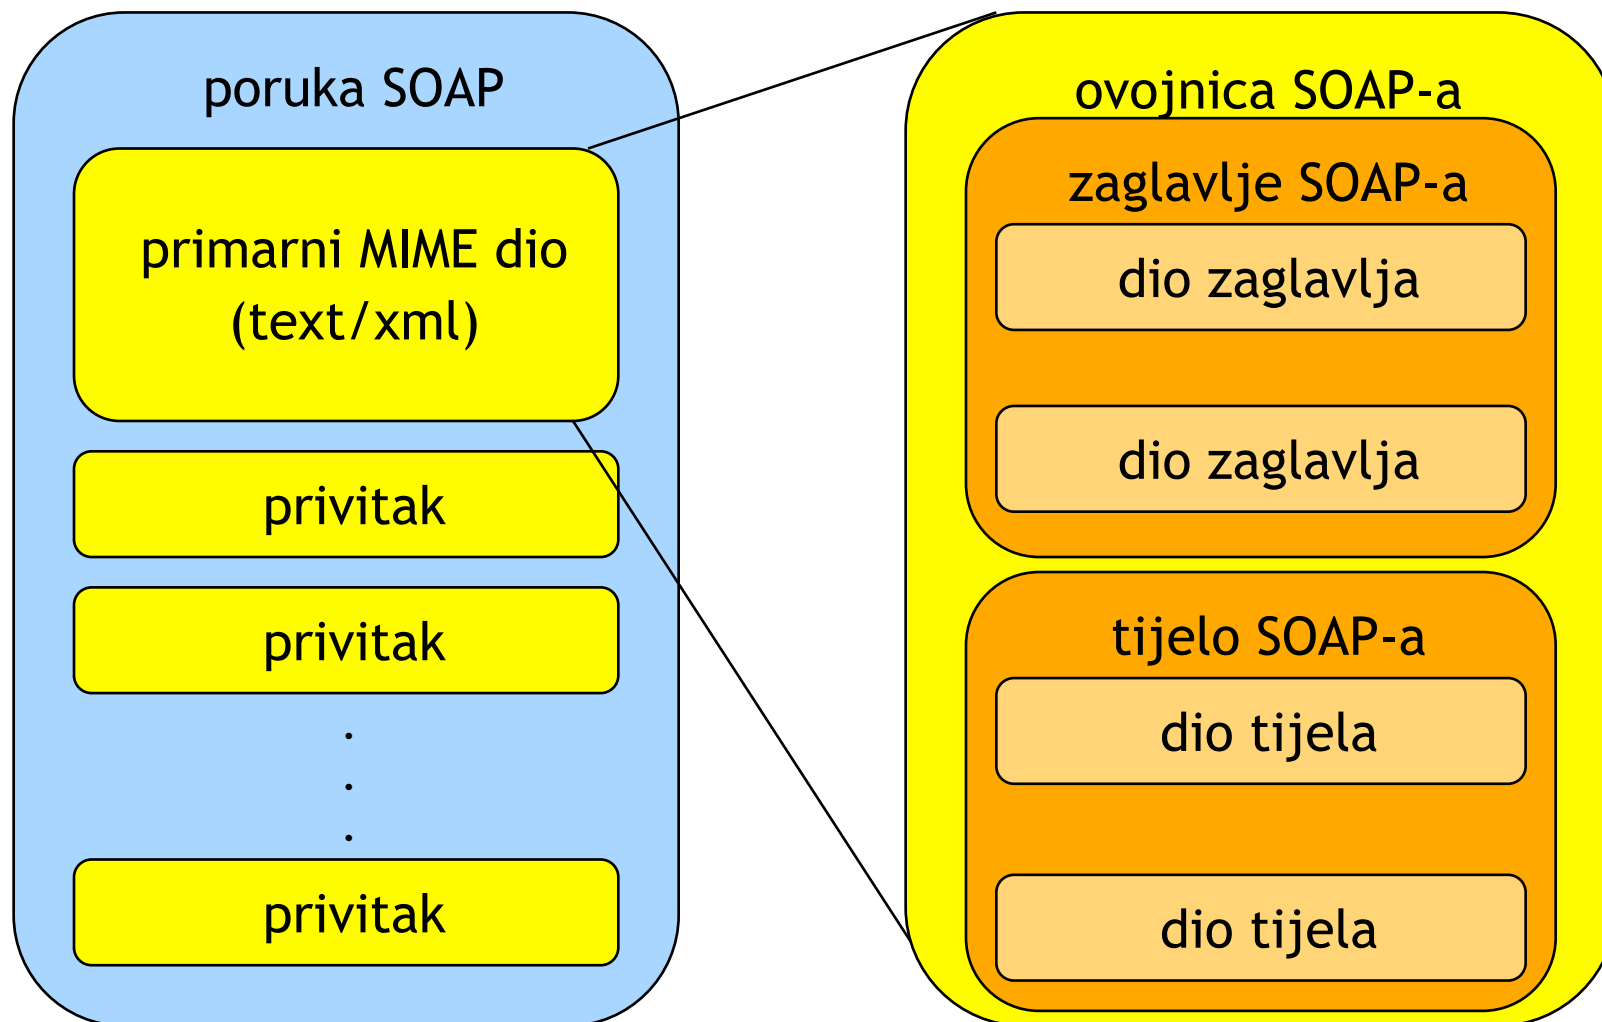 poruka SOAP
primarni MIME dio
(text/xml)
privitak
privitak
.
.
.
privitak
ovojnica SOAP-a
zaglavlje SOAP-a
dio zaglavlja
dio zaglavlja
tijelo SOAP-a
dio tijela
dio tijela